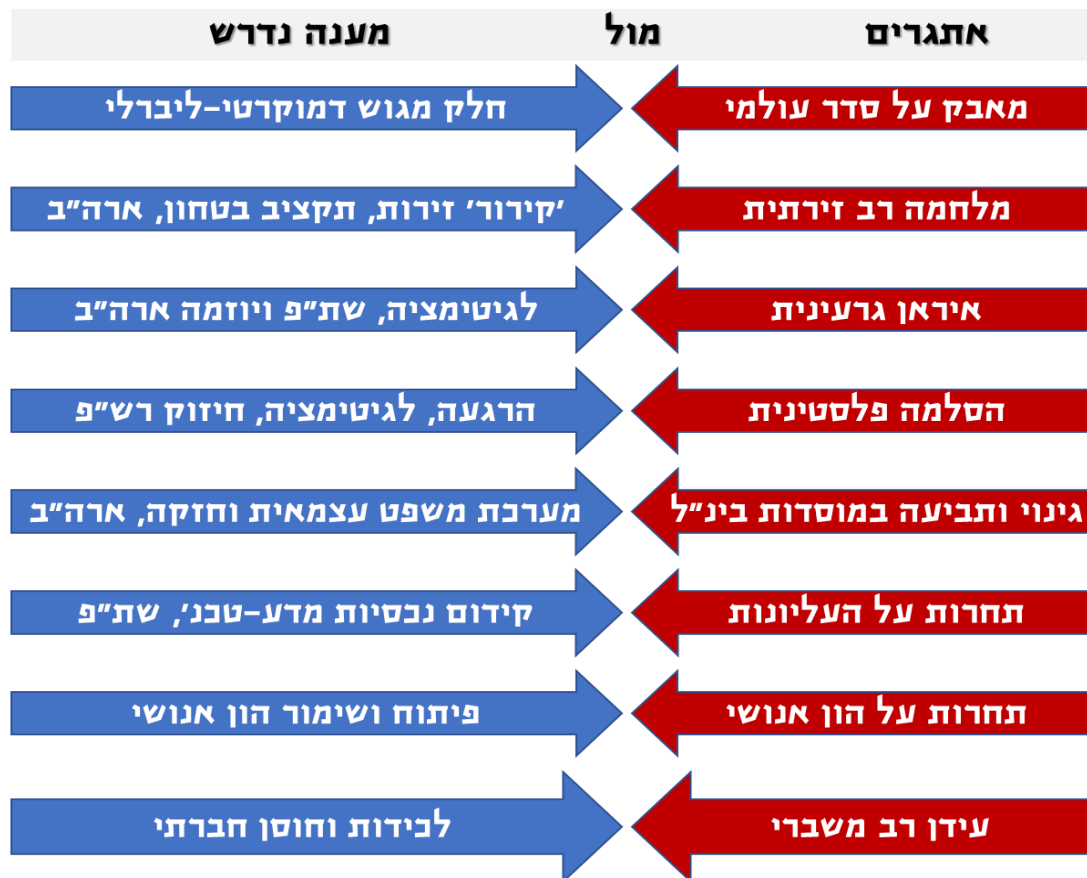 אתגרים מול מענה נדרש
מאבק על סדר עולמי חלק מגוש דמוקרטי-ליברלי
מלחמה רב זירתית 'קירור' זירות, תקציב בטחון, ארה"ב
איראן גרעינית לגיטימציה, שת"פ ויוזמה ארה"ב
הסלמה פלסטינית הרגעה, לגיטימציה, חיזוק רש"פ
גינוי ותביעה במוסדות בינ"ל מערכת משפט עצמאית וחזקה, ארה"ב
תחרות על העליונות קידום נכסיות מדע-טכנ', שת"פ
תחרות על הון אנושי פיתוח ושימור הון אנושי
עידן רב משברי לכידות וחוסן חברתי